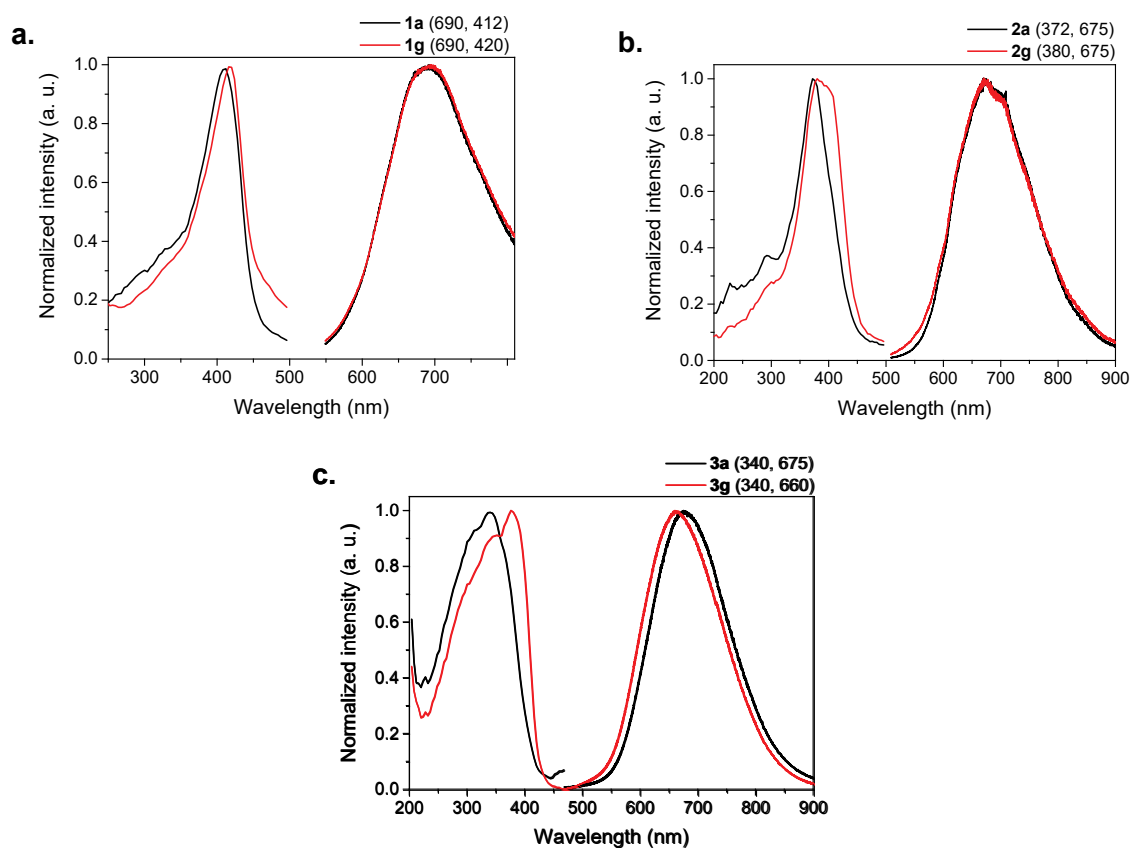 a.
1a (690, 412)
1g (690, 420)
Normalized intensity (a. u.)
1.0
0.8
0.6
0.4
0.2
0.0
300 400 500 600 700
Wavelength (nm)
b.
2a (372, 675)
2g (380, 675)
Normalized intensity (a. u.)
1.0
0.8
0.6
0.4
0.2
0.0
200 300 400 500 600 700 800 900
Wavelength (nm)
c.
3a (340, 675)
3g (340, 660)
Normalized intensity (a. u.)
1.0
0.8
0.6
0.4
0.2
0.0
200 300 400 500 600 700 800 900
Wavelength (nm)